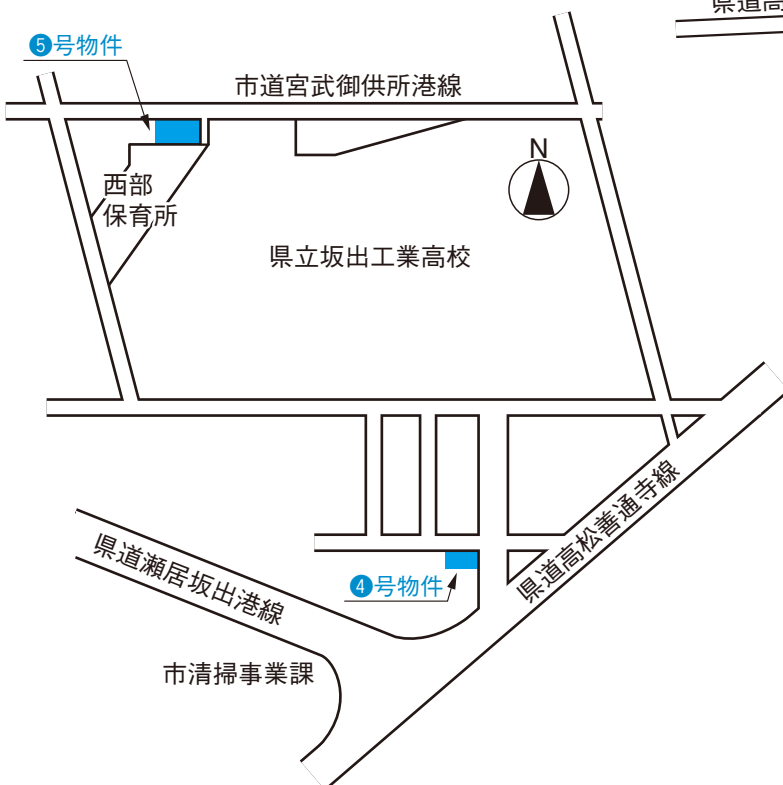 県道高
❺号物件
市道宮武御供所港線
N
西部
保育所
県立坂出工業高校
県道高松善通寺線
県道瀬居坂出港線
❹号物件
市清掃事業課